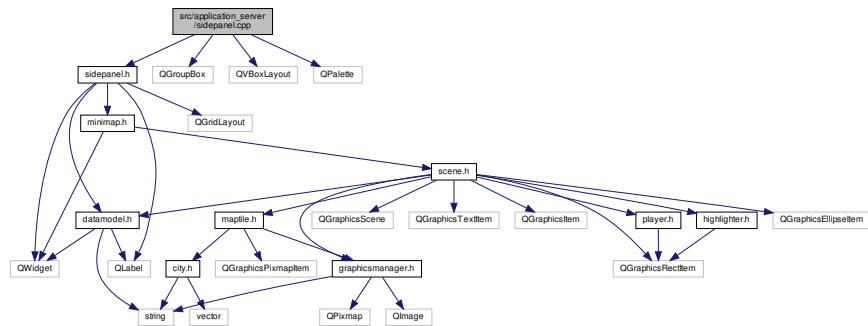 src/application_server
/sidepanel.cpp
sidepanel.h
QGroupBox
QVBoxLayout
QPalette
minimap.h
QGridLayout
scene.h
datamodel.h
maptile.h
QGraphicsScene
QGraphicsTextItem
QGraphicsItem
player.h
highlighter.h
QGraphicsEllipseItem
QWidget
QLabel
city.h
QGraphicsPixmapItem
graphicsmanager.h
QGraphicsRectItem
string
vector
QPixmap
QImage